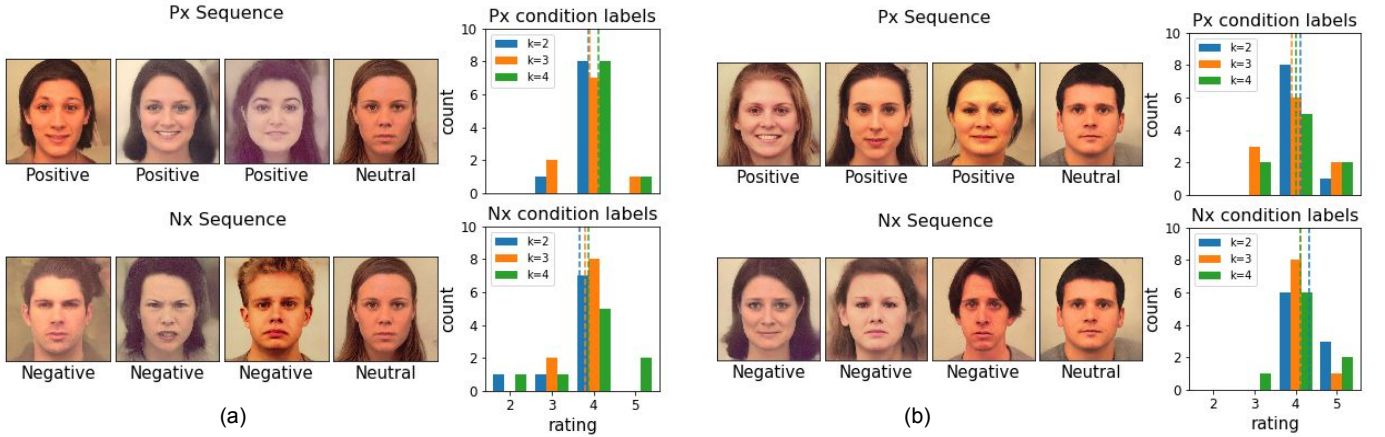 Px Sequence
Positive
Positive
Positive
Neutral
Px condition labels
10
8
6
4
2
0
count
k=2
k=3
k=4
Nx Sequence
Negative
Negative
Negative
Neutral
Nx condition labels
10
8
6
4
2
0
count
k=2
k=3
k=4
2 3 4 5
rating
(a)
Px Sequence
Positive
Positive
Positive
Neutral
Px condition labels
10
8
6
4
2
0
count
k=2
k=3
k=4
Nx Sequence
Negative
Negative
Negative
Neutral
Nx condition labels
10
8
6
4
2
0
count
k=2
k=3
k=4
2 3 4 5
rating
(b)